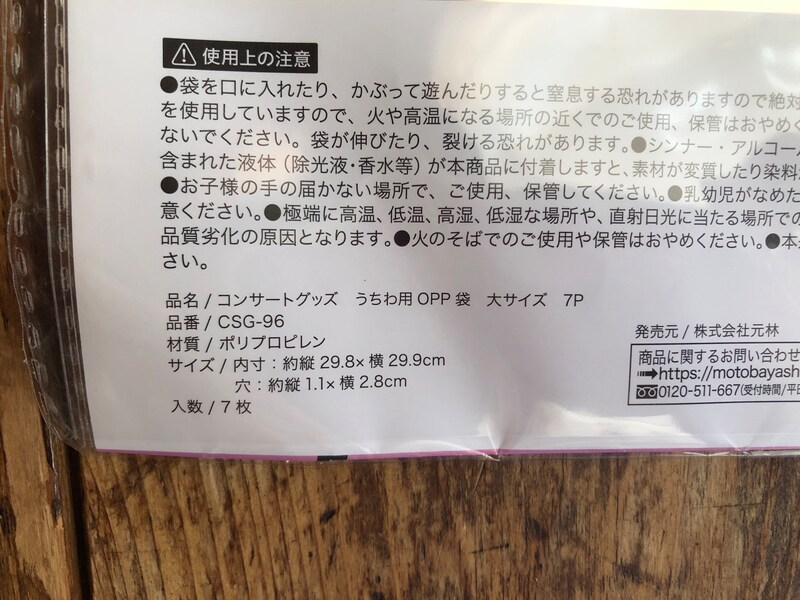 使用上の注意
●袋を口に入れたり、かぶって遊んだりすると窒息する恐れがありますので絶対
を使用していますので、火や高温になる場所の近くでのご使用、保管はおやめく
ないでください。袋が伸びたり、裂ける恐れがあります。●シンナー・アルコール
含まれた液体（除光液・香水等）が本商品に付着しますと、素材が変質したり染料
●お子様の手の届かない場所で、ご使用、保管してください。●乳幼児がなめた
意ください。●極端に高温、低温、高湿、低湿な場所や、直射日光に当たる場所での
品質劣化の原因となります。●火のそばでのご使用や保管はおやめください。●本
さい。
品名 / コンサートグッズ　うちわ用OPP袋　大サイズ　7P
品番 / CSG-96
材質 / ポリプロピレン
サイズ / 内寸：約縦29.8×横29.9cm
穴：約縦1.1×横2.8cm
入数 / 7枚
発売元 / 株式会社元林
商品に関するお問い合わせ
https://motobayash
0120-511-667(受付時間/平日